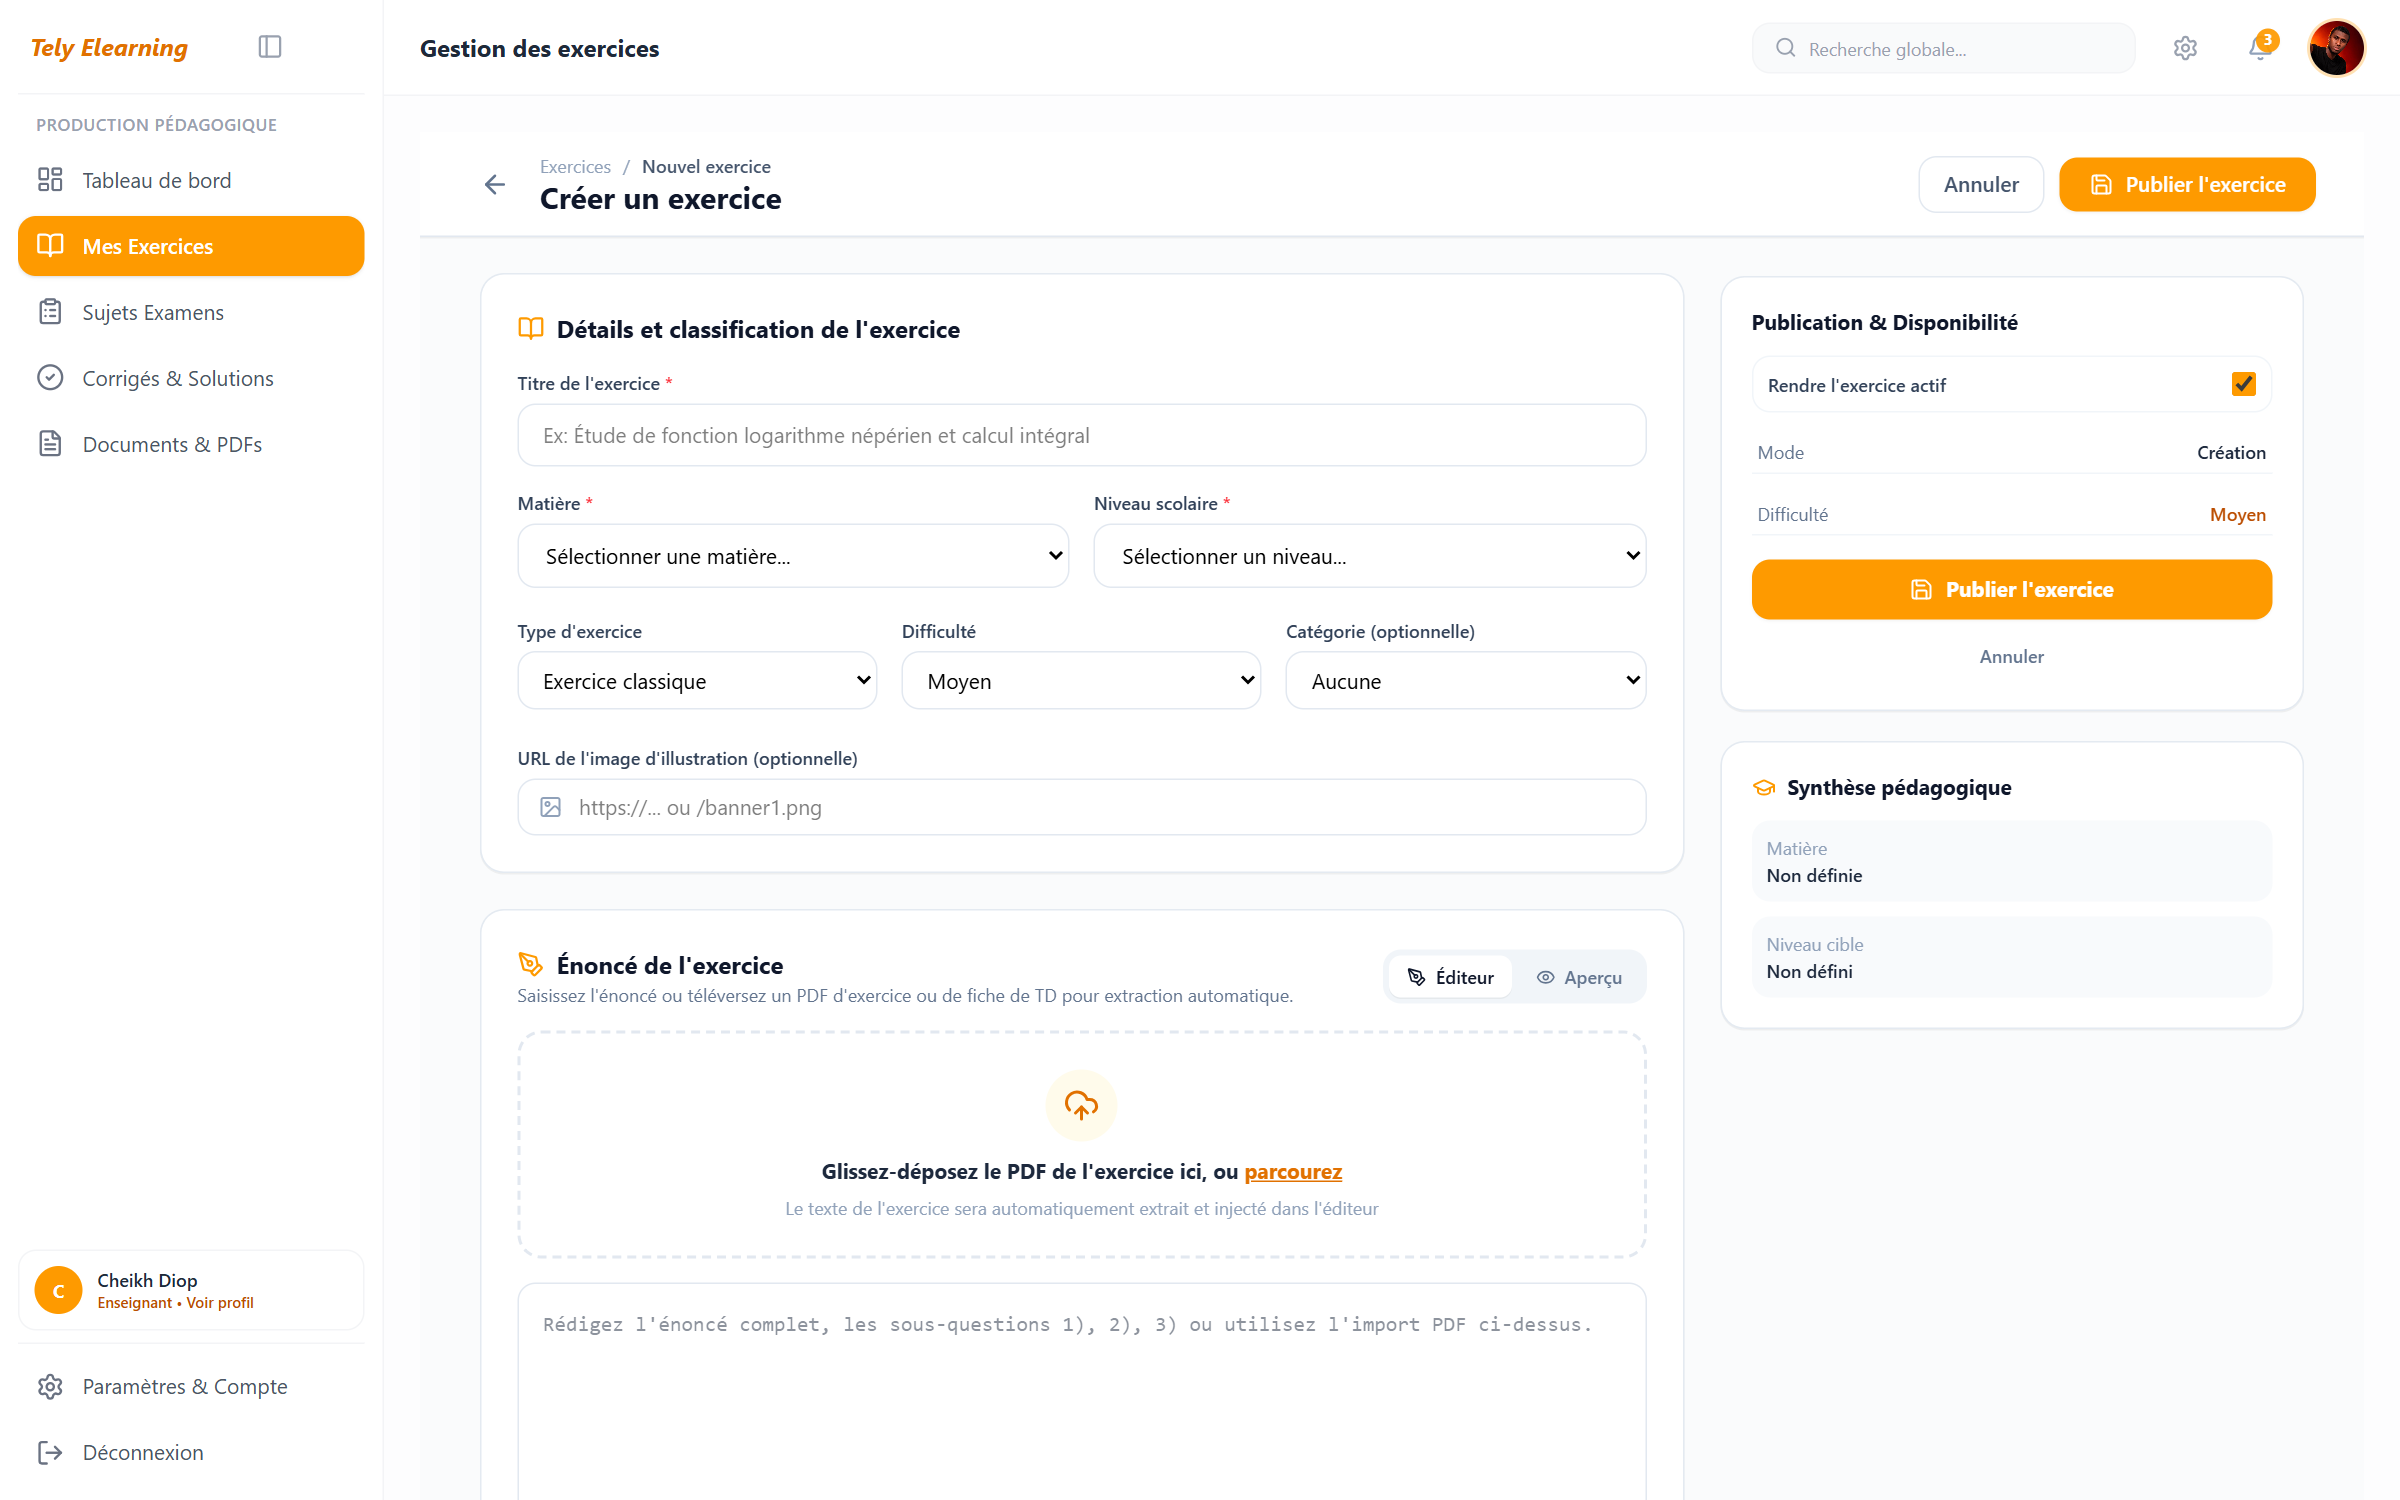 Tely Elearning
PRODUCTION PÉDAGOGIQUE
Tableau de bord
Mes Exercices
Sujets Examens
Corrigés & Solutions
Documents & PDFs
C
Cheikh Diop
Enseignant • Voir profil
Paramètres & Compte
Déconnexion
Gestion des exercices
Recherche globale...
3
Exercices / Nouvel exercice
Créer un exercice
Annuler
Publier l'exercice
Détails et classification de l'exercice
Titre de l'exercice *
Ex: Étude de fonction logarithme népérien et calcul intégral
Matière *
Niveau scolaire *
Sélectionner une matière...
Sélectionner un niveau...
Type d'exercice
Difficulté
Catégorie (optionnelle)
Exercice classique
Moyen
Aucune
URL de l'image d'illustration (optionnelle)
https://... ou /banner1.png
Énoncé de l'exercice
Saisissez l'énoncé ou téléversez un PDF d'exercice ou de fiche de TD pour extraction automatique.
Éditeur
Aperçu
Glissez-déposez le PDF de l'exercice ici, ou parcourez
Le texte de l'exercice sera automatiquement extrait et injecté dans l'éditeur
Rédigez l'énoncé complet, les sous-questions 1), 2), 3) ou utilisez l'import PDF ci-dessus.
Publication & Disponibilité
Rendre l'exercice actif
Mode Création
Difficulté Moyen
Publier l'exercice
Annuler
Synthèse pédagogique
Matière
Non définie
Niveau cible
Non défini